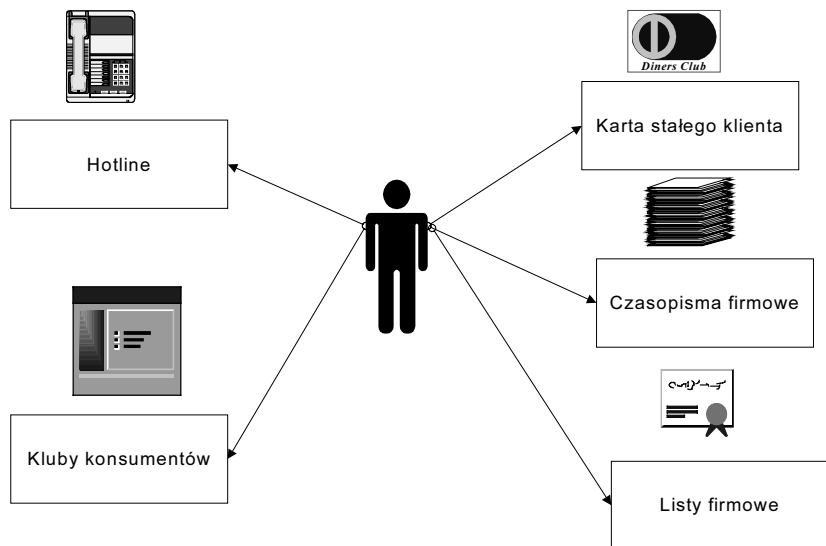 Diners Club
Hotline
Karta stałego klienta
Czasopisma firmowe
Kluby konsumentów
Listy firmowe